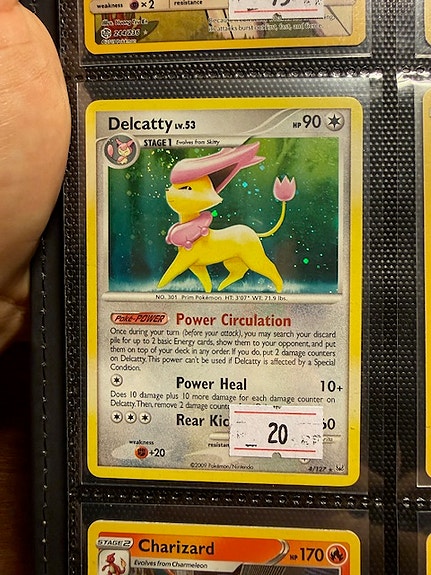 weakness
×2
resistance
244/236
Delcatty LV.53
HP 90
STAGE 1 Evolves from Skitty
NO. 301 Prim Pokémon HT: 3'07" WT: 71.9 lbs.
Poké-POWER Power Circulation
Once during your turn (before your attack), you may search your discard
pile for up to 2 basic Energy cards, show them to your opponent, and put
them on top of your deck in any order. If you do, put 2 damage counters
on Delcatty. This power can't be used if Delcatty is affected by a Special
Condition.
Power Heal 10+
Does 10 damage plus 10 more damage for each damage counter on
Delcatty. Then, remove 2 damage
Rear 60
weakness
+20
20
©2009 Pokémon/Nintendo
4/127
STAGE 2 Charizard HP 170
Evolves from Charmeleon